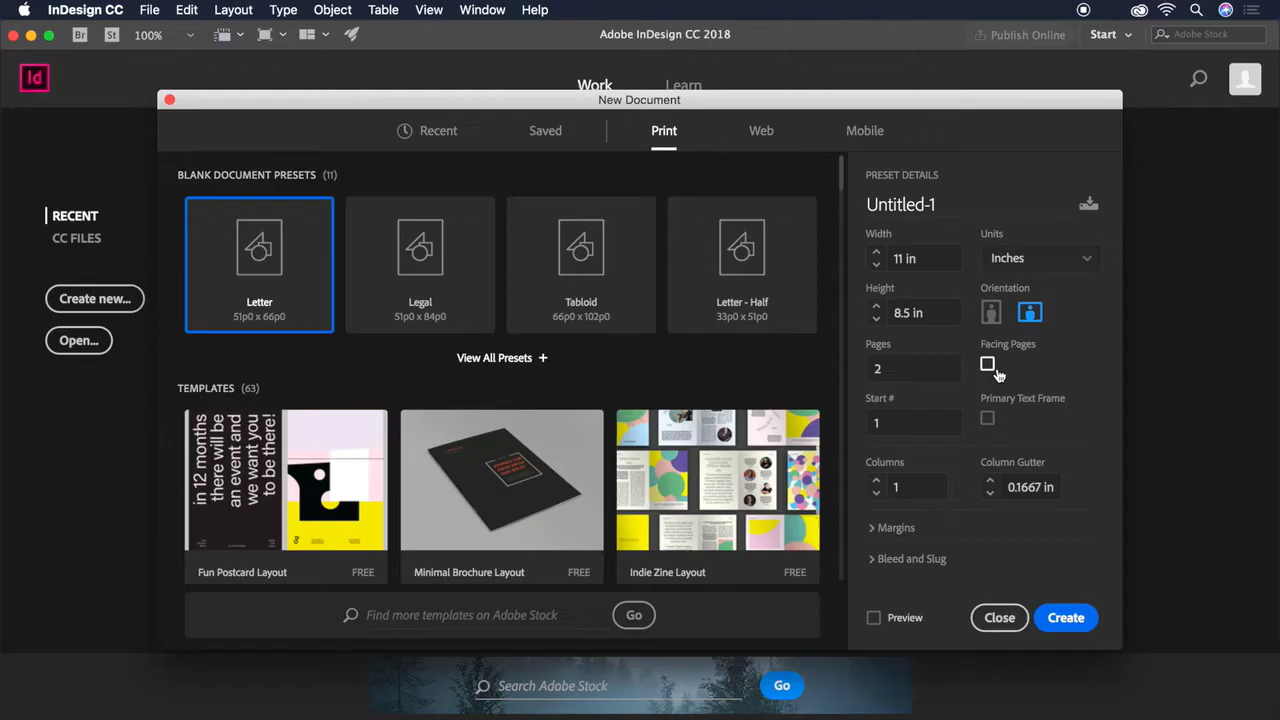 InDesign CC File Edit Layout Type Object Table View Window Help
Br St 100% Adobe InDesign CC 2018 Publish Online Start Adobe Stock
Id Work Learn
New Document
Recent Saved Print Web Mobile
BLANK DOCUMENT PRESETS (11)
Letter
51p0 x 66p0
Legal
51p0 x 84p0
Tabloid
66p0 x 102p0
Letter - Half
33p0 x 51p0
View All Presets +
TEMPLATES (63)
in 12 months
there will be
an event and
we want you
to be there!
Fun Postcard Layout FREE
Minimal Brochure Layout FREE
Indie Zine Layout FREE
Find more templates on Adobe Stock Go
RECENT
CC FILES
Create new...
Open...
PRESET DETAILS
Untitled-1
Width Units
11 in Inches
Height Orientation
8.5 in
Pages Facing Pages
2
Start # Primary Text Frame
1
Columns Column Gutter
1 0.1667 in
Margins
Bleed and Slug
Preview Close Create
Search Adobe Stock Go